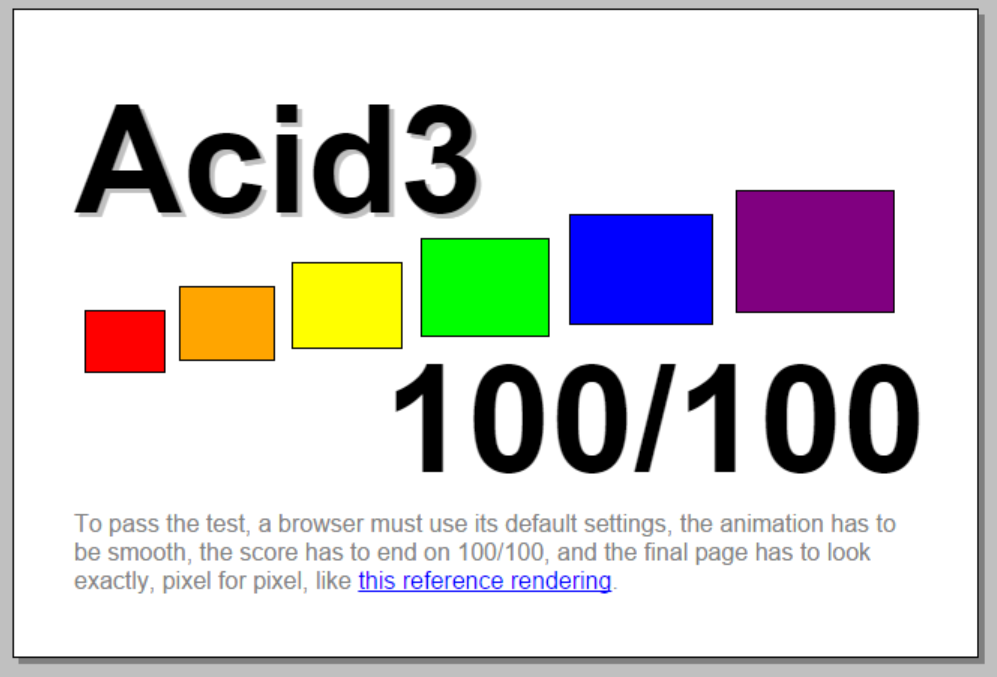 Acid3
100/100
To pass the test, a browser must use its default settings, the animation has to
be smooth, the score has to end on 100/100, and the final page has to look
exactly, pixel for pixel, like this reference rendering.